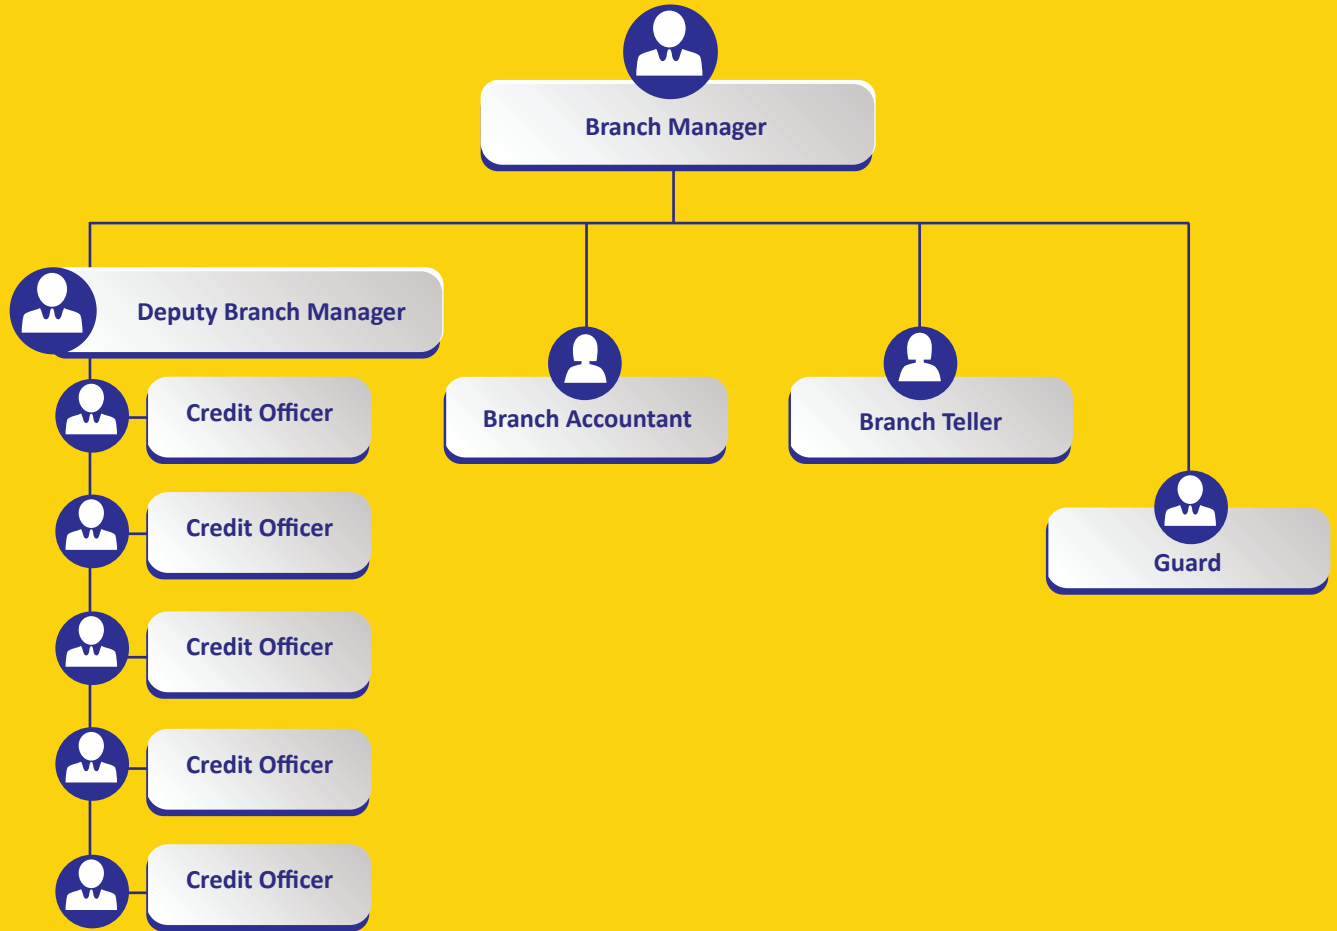 Branch Manager
Deputy Branch Manager
Credit Officer
Branch Accountant
Branch Teller
Credit Officer
Guard
Credit Officer
Credit Officer
Credit Officer